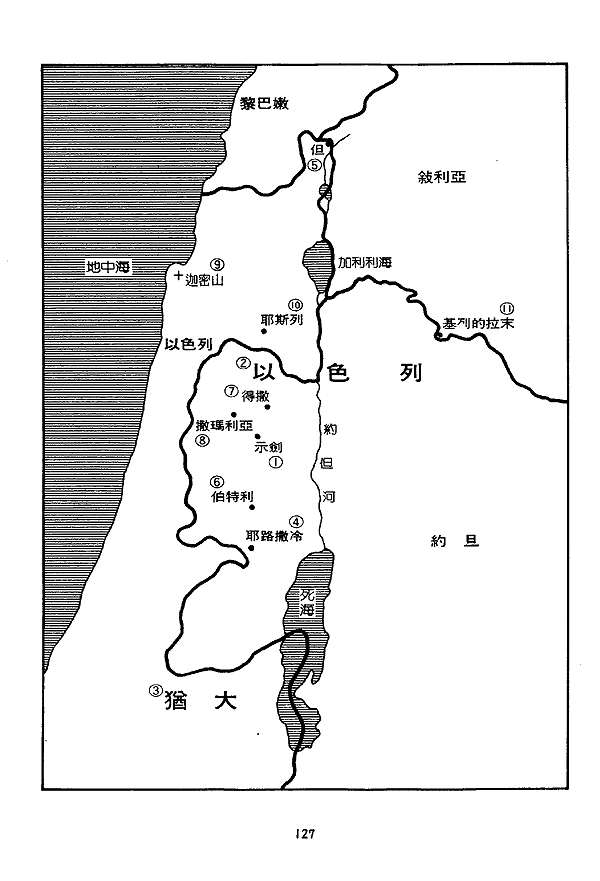 黎巴嫩
但
⑤
敍利亞
地中海
⑨
迦密山
加利利海
⑩
耶斯列
⑪
基列的拉末
以色列
②
以色列
⑦
得撒
撒瑪利亞
⑧
示劍
①
約但河
⑥
伯特利
④
耶路撒冷
約旦
死海
③
猶大
127